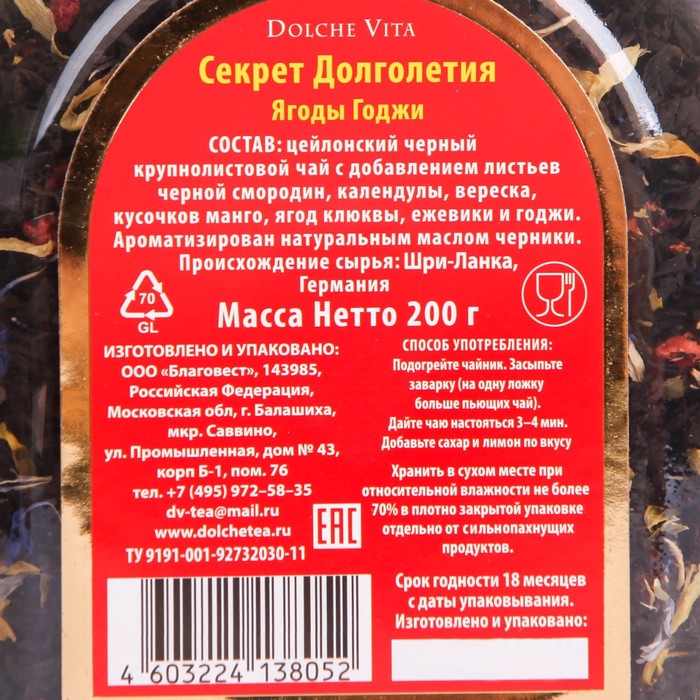 DOLCHE VITA
Секрет Долголетия
Ягоды Годжи
СОСТАВ: цейлонский черный
крупнолистовой чай с добавлением листьев
черной смородин, календулы, вереска,
кусочков манго, ягод клюквы, ежевики и годжи.
Ароматизирован натуральным маслом черники.
Происхождение сырья: Шри-Ланка,
Германия
70
GL
Масса Нетто 200 г
ИЗГОТОВЛЕНО И УПАКОВАНО:
ООО «Благовест», 143985,
Российская Федерация,
Московская обл, г. Балашиха,
мкр. Саввино,
ул. Промышленная, дом № 43,
корп Б-1, пом. 76
тел. +7 (495) 972–58–35
dv-tea@mail.ru
www.dolchetea.ru
ТУ 9191-001-92732030-11
EAC
СПОСОБ УПОТРЕБЛЕНИЯ:
Подогрейте чайник. Засыпьте
заварку (на одну ложку
больше пьющих чай).
Дайте чаю настояться 3–4 мин.
Добавьте сахар и лимон по вкусу
Хранить в сухом месте при
относительной влажности не более
70% в плотно закрытой упаковке
отдельно от сильнопахнущих
продуктов.
Срок годности 18 месяцев
с даты упаковывания.
Изготовлено и упаковано:
4 603224 138052